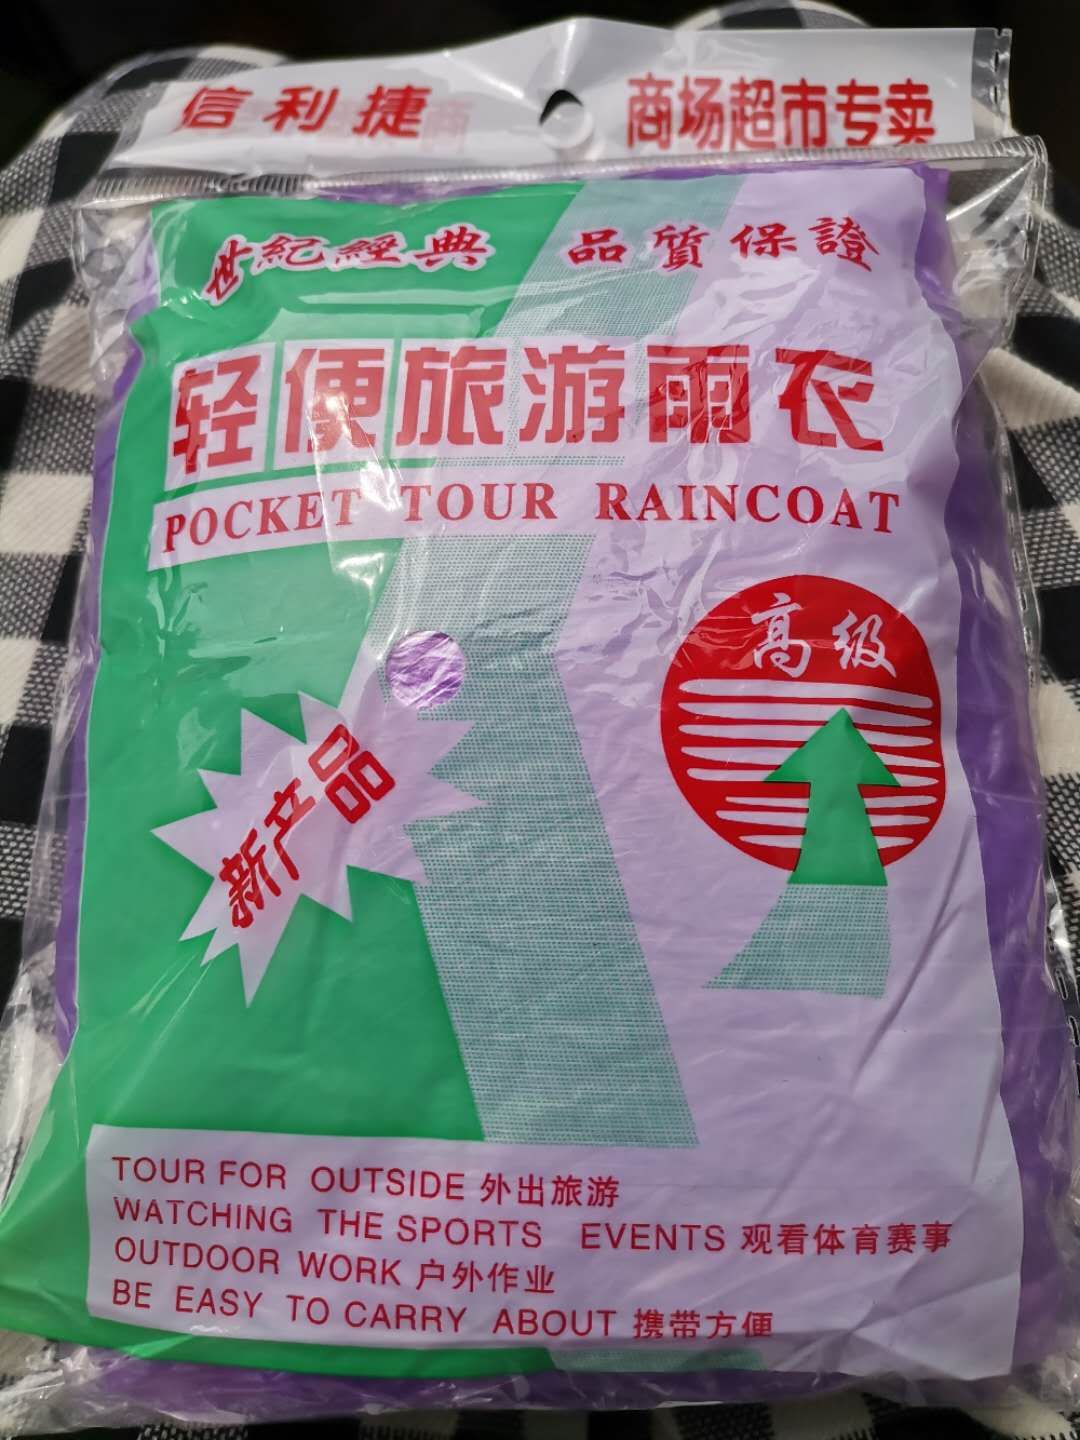 信利捷 商场超市专卖
世紀經典 品質保證
轻便旅游雨衣
POCKET TOUR RAINCOAT
高级
新产品
TOUR FOR OUTSIDE 外出旅游
WATCHING THE SPORTS EVENTS 观看体育赛事
OUTDOOR WORK 户外作业
BE EASY TO CARRY ABOUT 携带方便